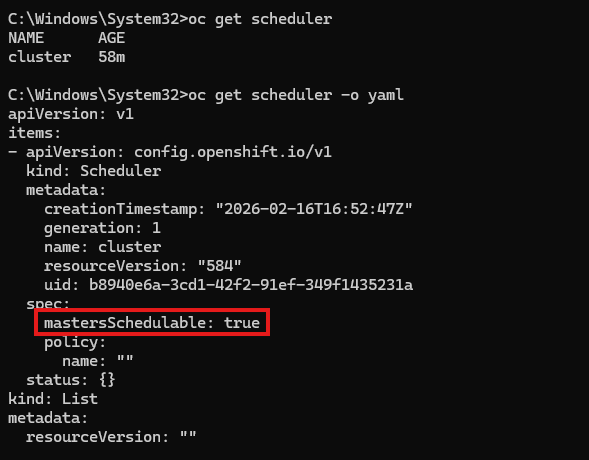 C:\Windows\System32>oc get scheduler
NAME      AGE
cluster   58m

C:\Windows\System32>oc get scheduler -o yaml
apiVersion: v1
items:
- apiVersion: config.openshift.io/v1
  kind: Scheduler
  metadata:
    creationTimestamp: "2026-02-16T16:52:47Z"
    generation: 1
    name: cluster
    resourceVersion: "584"
    uid: b8940e6a-3cd1-42f2-91ef-349f1435231a
  spec:
    mastersSchedulable: true
    policy:
      name: ""
  status: {}
kind: List
metadata:
  resourceVersion: ""